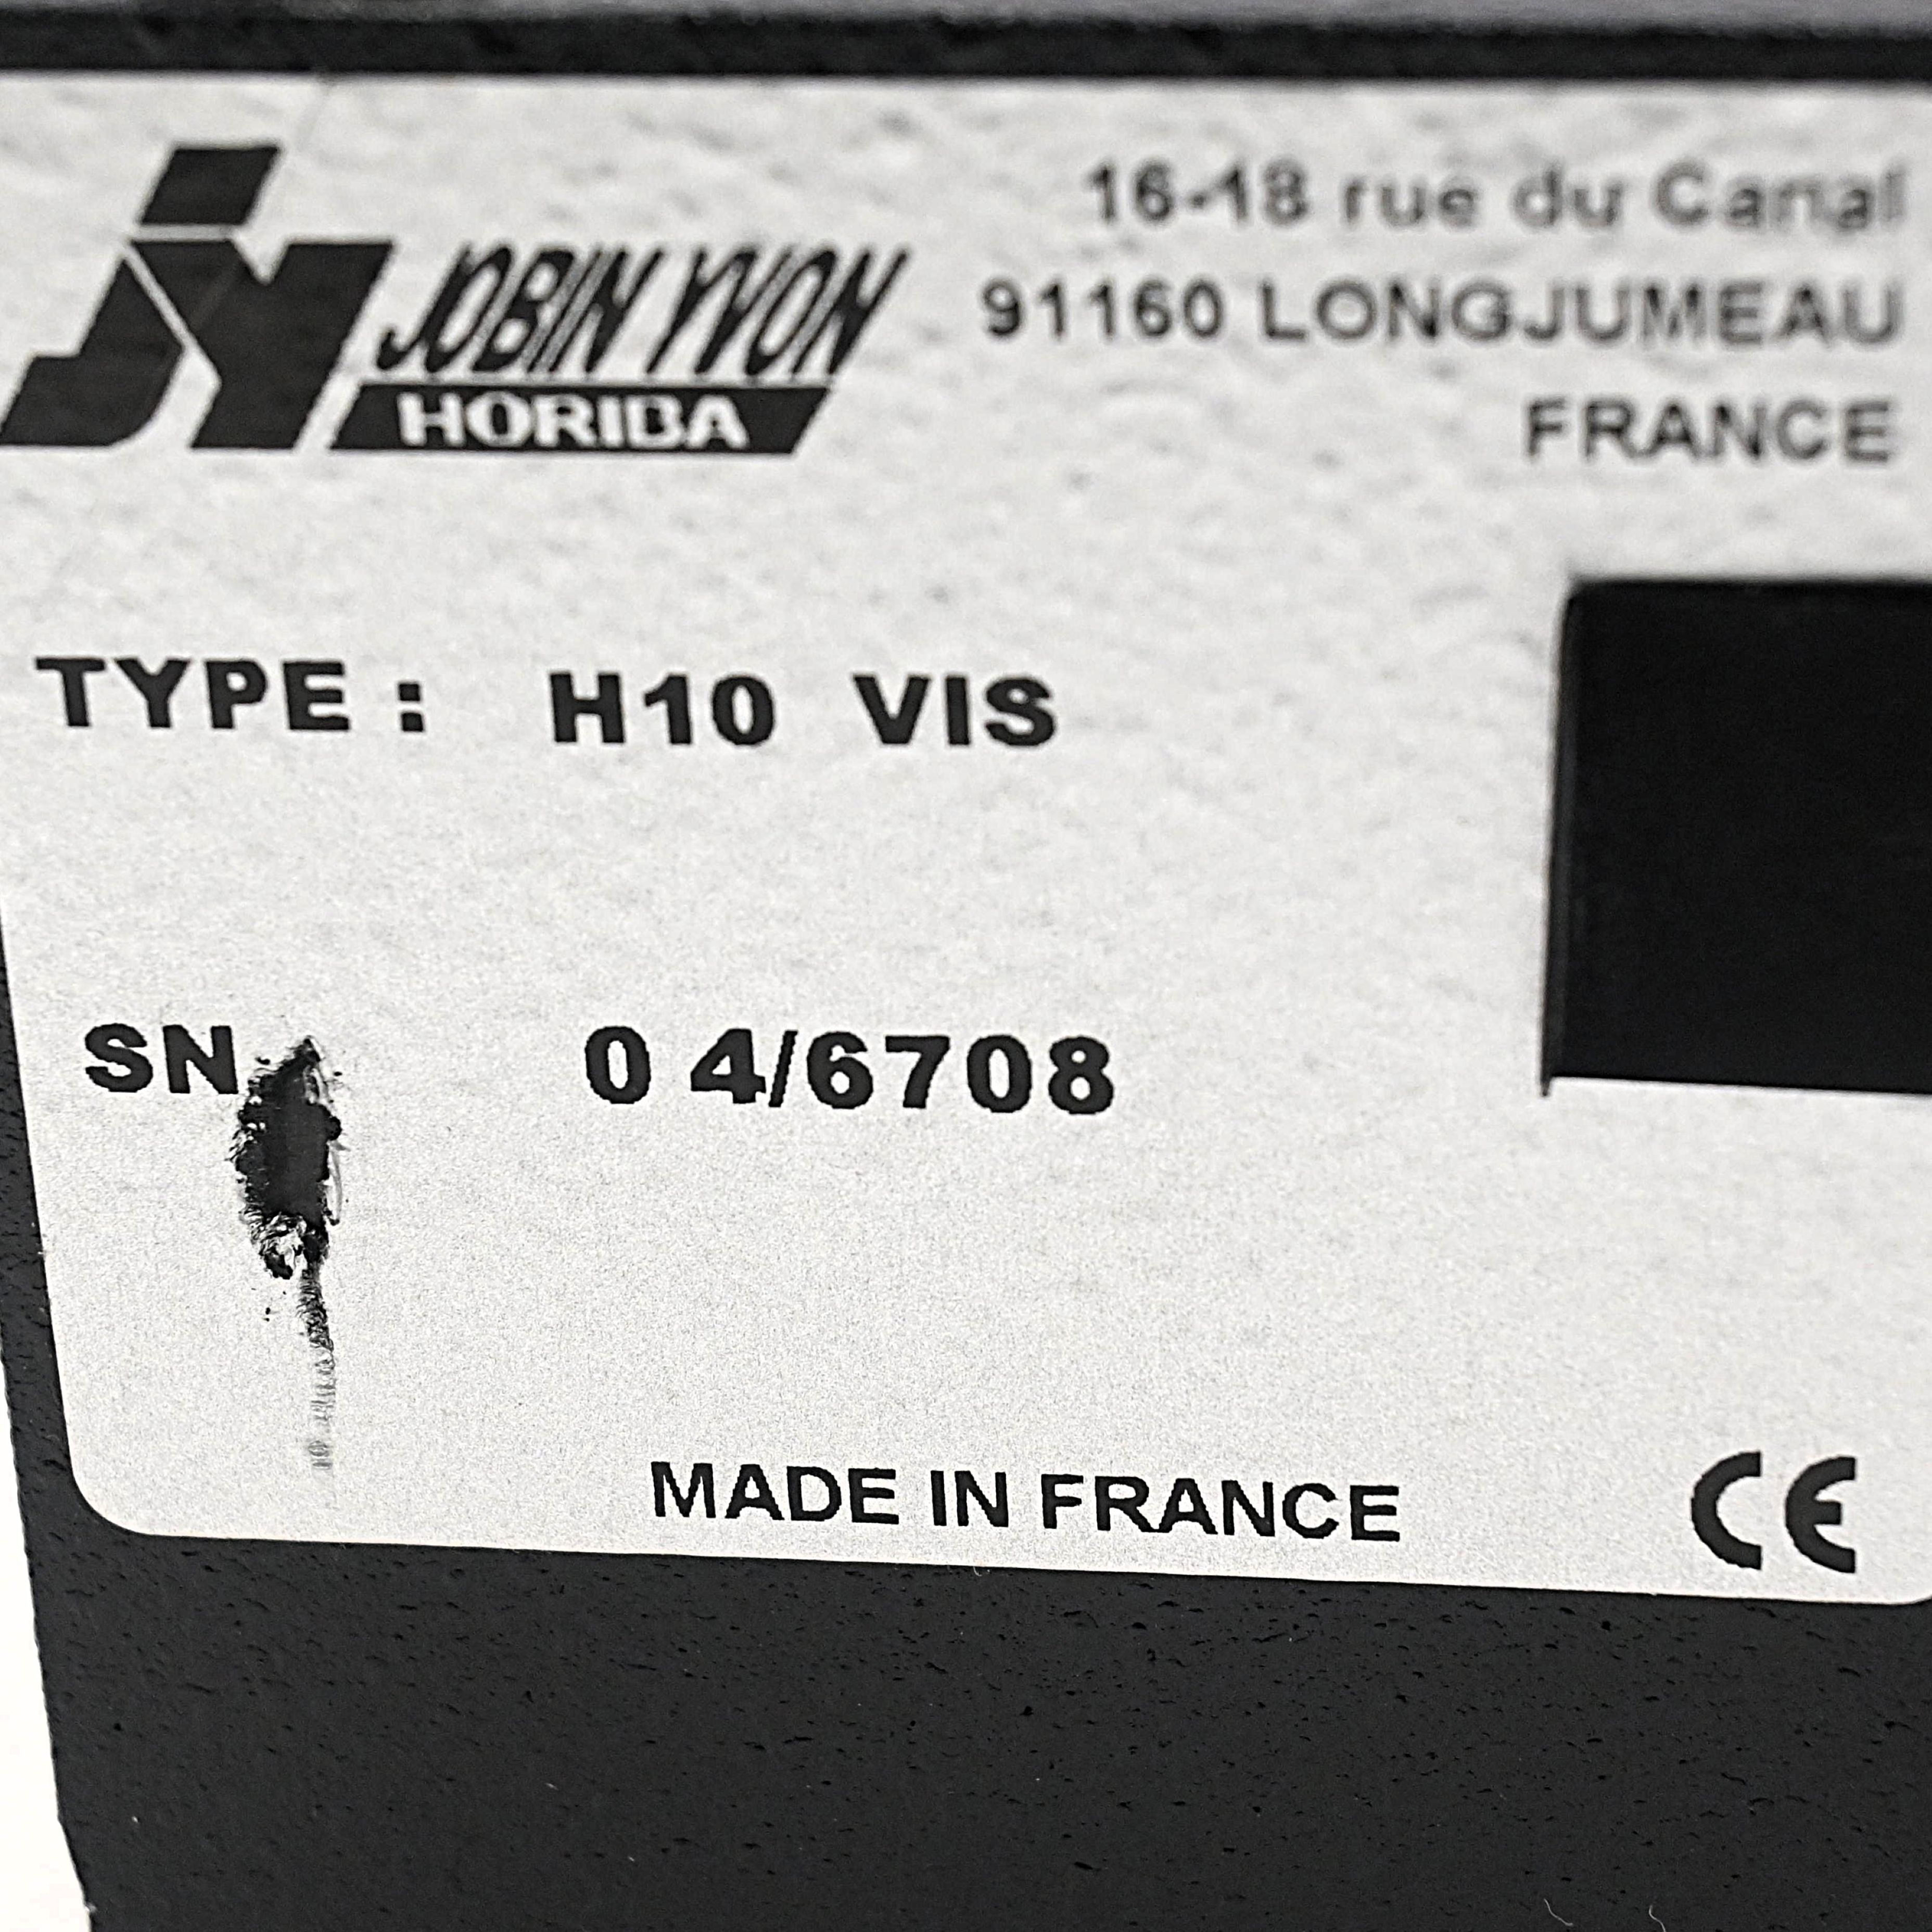 JY JOBIN YVON
HORIBA
16-18 rue du Canal
91160 LONGJUMEAU
FRANCE
TYPE : H10 VIS
SN 0 4/6708
MADE IN FRANCE CE